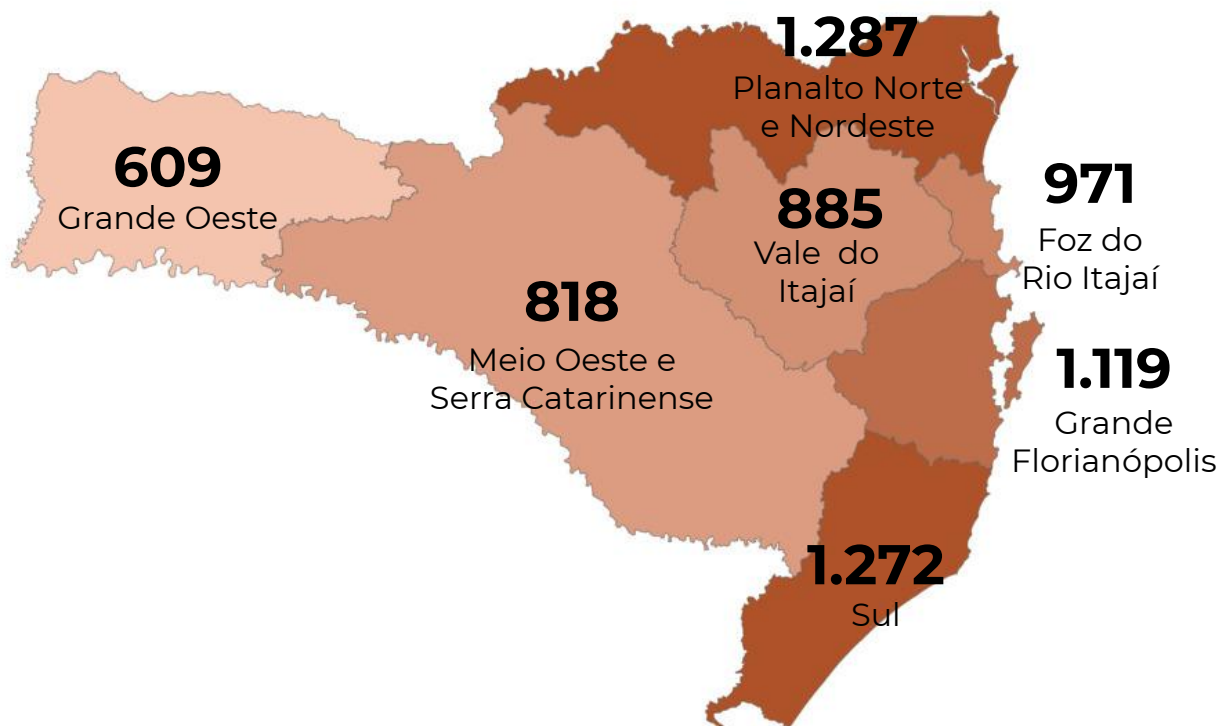 1.287
Planalto Norte
e Nordeste
609
Grande Oeste
885
Vale do
Itajaí
971
Foz do
Rio Itajaí
818
Meio Oeste e
Serra Catarinense
1.119
Grande
Florianópolis
1.272
Sul